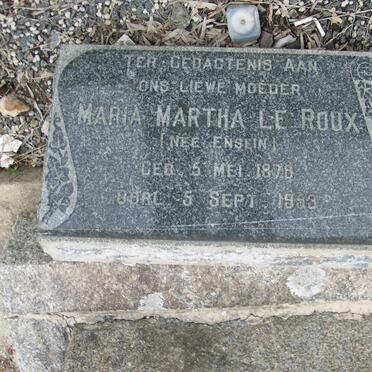 TER GEDACTENIS AAN
ONS LIEWE MOEDER
MARIA MARTHA LE ROUX
(NEE ENSLIN)
GEB. 5 MEI 1878
OORL. 5 SEPT. 1953